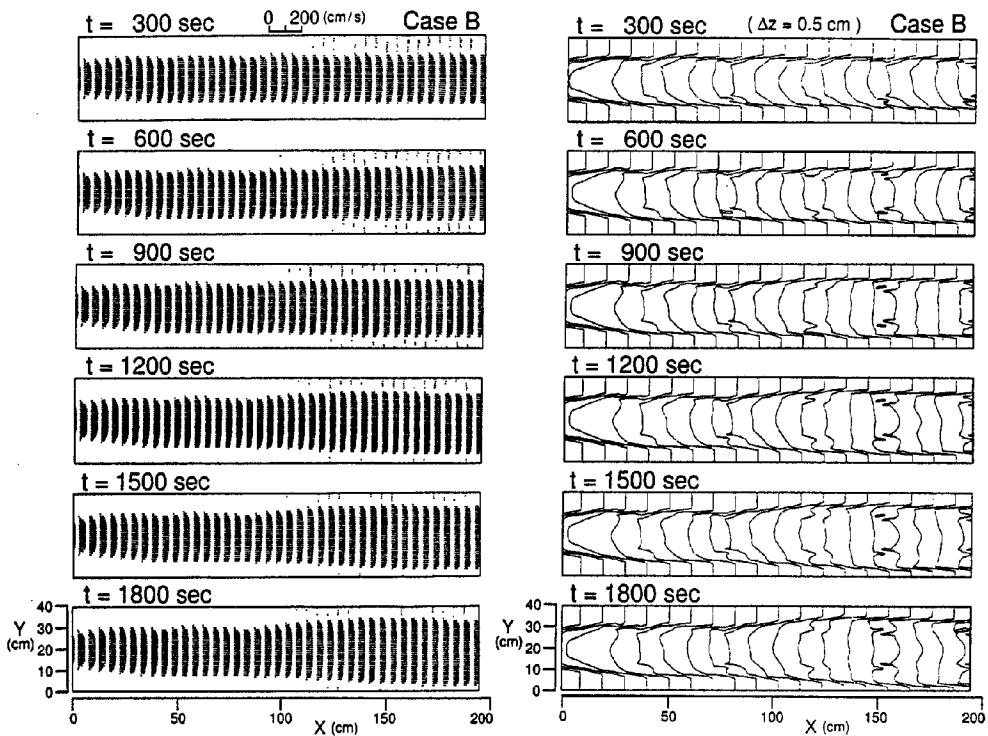 t = 300 sec
0 200 (cm/s)
Case B
t = 600 sec
t = 900 sec
t = 1200 sec
t = 1500 sec
t = 1800 sec
40
30
20
10
0
Y
(cm)
0 50 100 150 200
X (cm)
t = 300 sec
( Δz = 0.5 cm )
Case B
t = 600 sec
t = 900 sec
t = 1200 sec
t = 1500 sec
t = 1800 sec
40
30
20
10
0
Y
(cm)
0 50 100 150 200
X (cm)